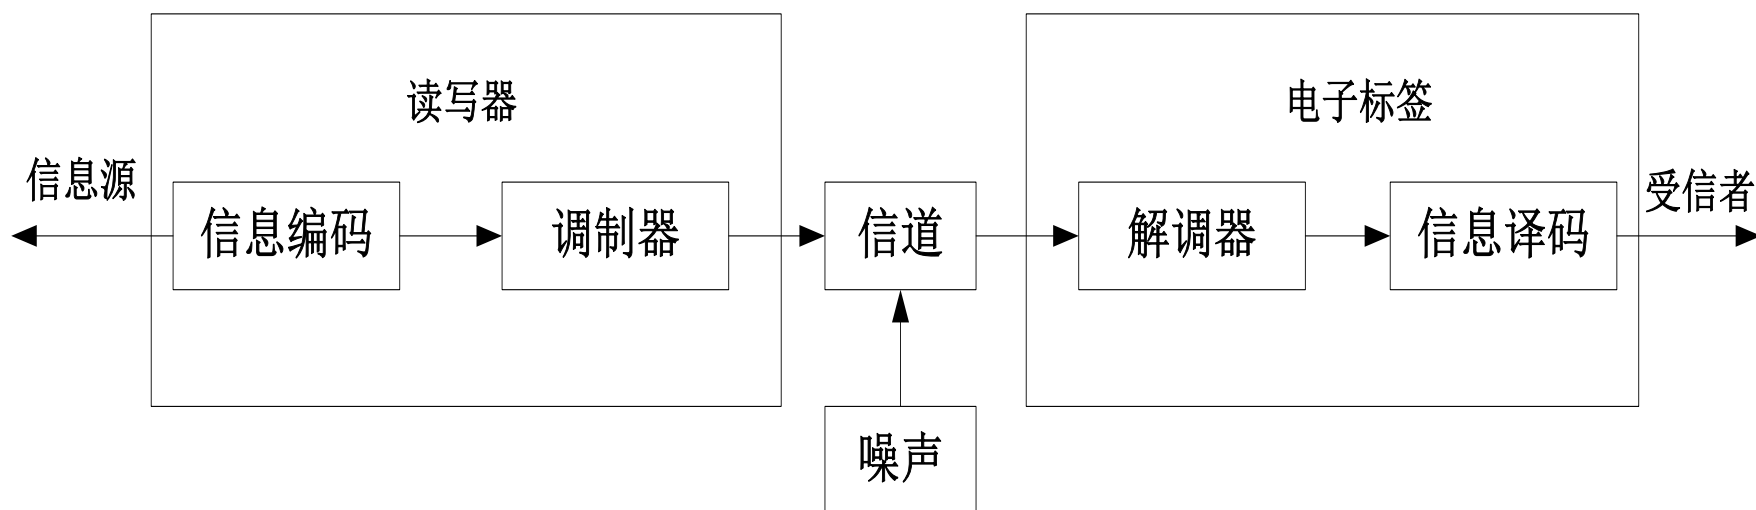 读写器
电子标签
信息源
受信者
信息编码
调制器
信道
解调器
信息译码
噪声